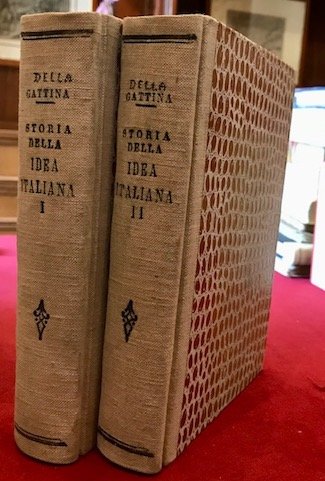 DELLA
GATTINA
STORIA
DELLA
IDEA
ITALIANA
I
DELLA
GATTINA
STORIA
DELLA
IDEA
ITALIANA
II